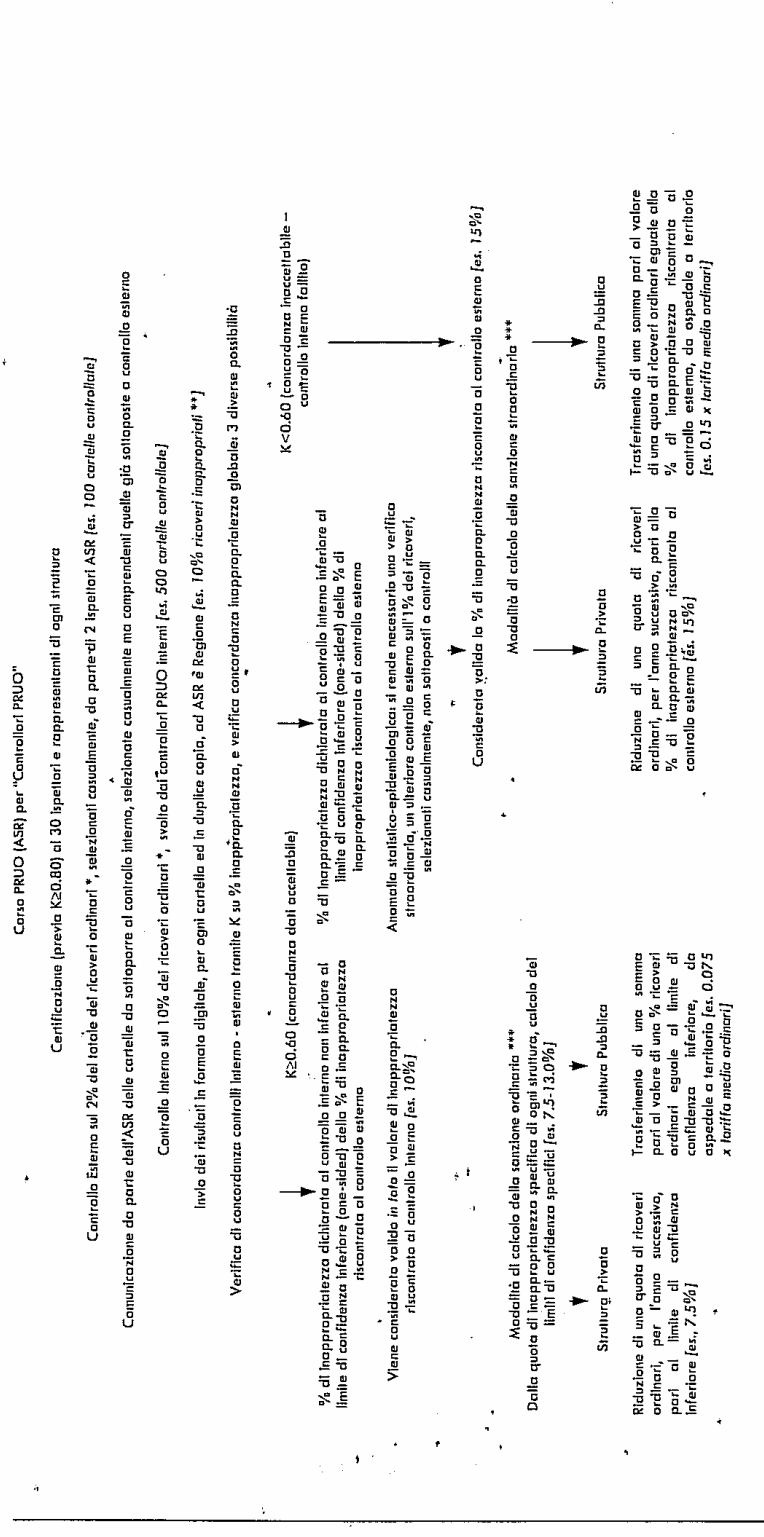 Corso PRUO (ASR) per "Controllori PRUO"
Certificazione (previa K≥0.80) ai 30 ispettori e rappresentanti di ogni struttura
Controllo Esterno sul 2% del totale dei ricoveri ordinari *, selezionati casualmente, da parte di 2 ispettori ASR [es. 100 cartelle controllate]
Comunicazione da parte dell'ASR delle cartelle da sottoporre al controllo interno, selezionate casualmente ma comprendenti quelle già sottoposte a controllo esterno
Controllo Interno sul 10% dei ricoveri ordinari *, svolto dai controllori PRUO interni [es. 500 cartelle controllate]
Invio dei risultati in formato digitale, per ogni cartella ed in duplice copia, ad ASR e Regione [es. 10% ricoveri inappropriati **]
Verifica di concordanza controlli interno - esterno tramite K su % inappropriatezza, e verifica concordanza inappropriatezza globale: 3 diverse possibilità
K≥0.60 (concordanza dati accettabile)
K<0.60 (concordanza inaccettabile –
controllo interno fallito)
% di inappropriatezza dichiarata al controllo interno non inferiore al
limite di confidenza inferiore (one-sided) della % di inappropriatezza
riscontrata al controllo esterno
% di inappropriatezza dichiarata al controllo interno inferiore al
limite di confidenza inferiore (one-sided) della % di
inappropriatezza riscontrata al controllo esterno
Viene considerato valido in toto il valore di inappropriatezza
riscontrato al controllo interno [es. 10%]
Anomalia statistico-epidemiologica: si rende necessario una verifica
straordinaria, un ulteriore controllo esterno sull'1% dei ricoveri,
selezionati casualmente, non sottoposti a controlli
Considerata valida la % di inappropriatezza riscontrata al controllo esterno [es. 15%]
Modalità di calcolo della sanzione ordinaria ***
Dalla quota di inappropriatezza specifica di ogni struttura, calcolo dei
limiti di confidenza specifici [es. 7.5-13.0%]
Modalità di calcolo della sanzione straordinaria ***
Struttura Privata
Riduzione di una quota di ricoveri
ordinari, per l'anno successivo,
pari al limite di confidenza
inferiore [es., 7.5%]
Struttura Pubblica
Trasferimento di una somma
pari al valore di una % ricoveri
ordinari eguale al limite di
confidenza inferiore, da
ospedale a territorio [es. 0.075
x tariffa media ordinari]
Struttura Privata
Riduzione di una quota di ricoveri
ordinari, per l'anno successivo, pari alla
% di inappropriatezza riscontrata al
controllo esterno [es. 15%]
Struttura Pubblica
Trasferimento di una somma pari al valore
di una quota di ricoveri ordinari eguale alla
% di inappropriatezza riscontrata al
controllo esterno, da ospedale a territorio
[es. 0.15 x tariffa media ordinari]